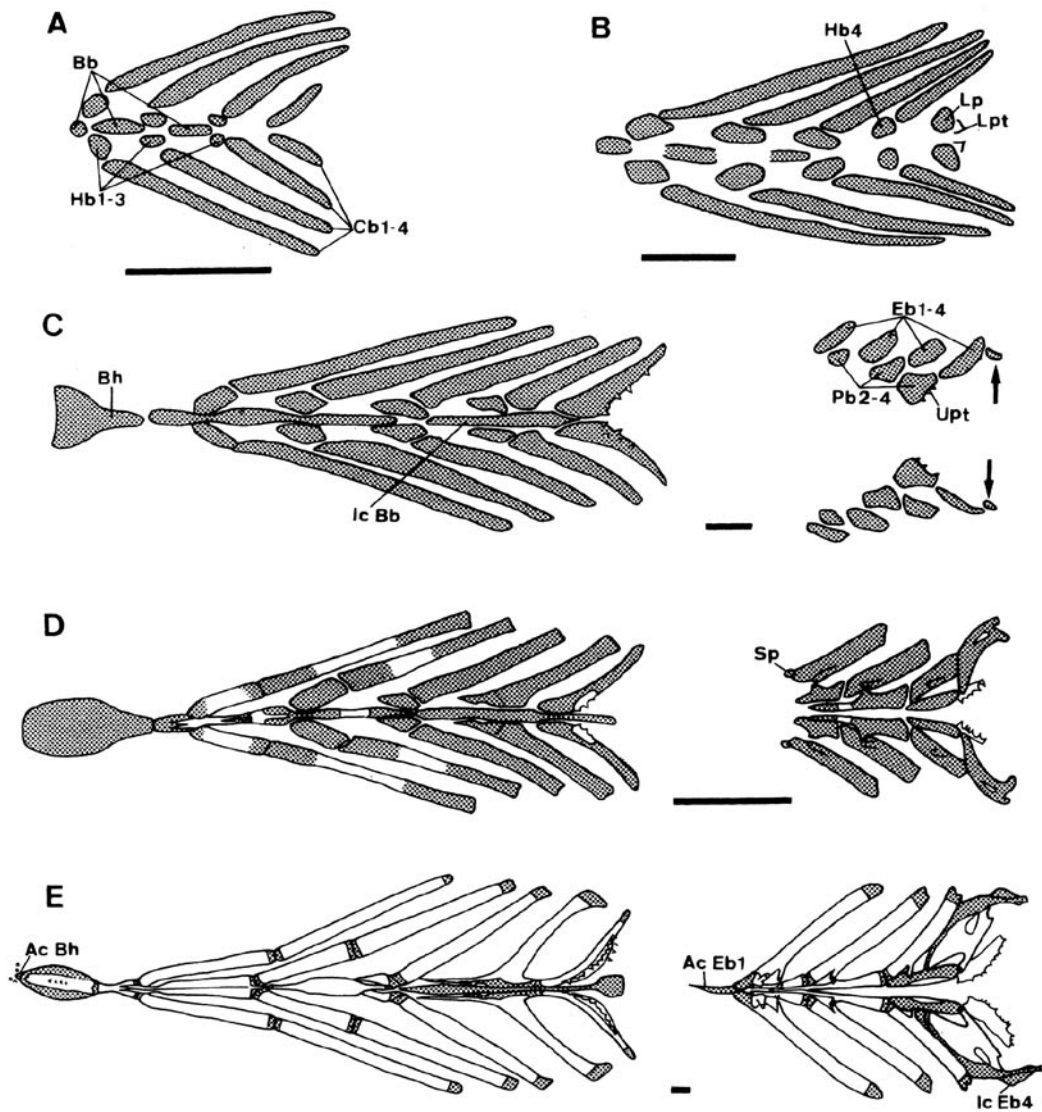 A
Bb
Hb1-3
Cb1-4
B
Hb4
Lp
Lpt
C
Bh
Ic Bb
Eb1-4
Pb2-4
Upt
D
Sp
E
Ac Bh
Ac Eb1
Ic Eb4